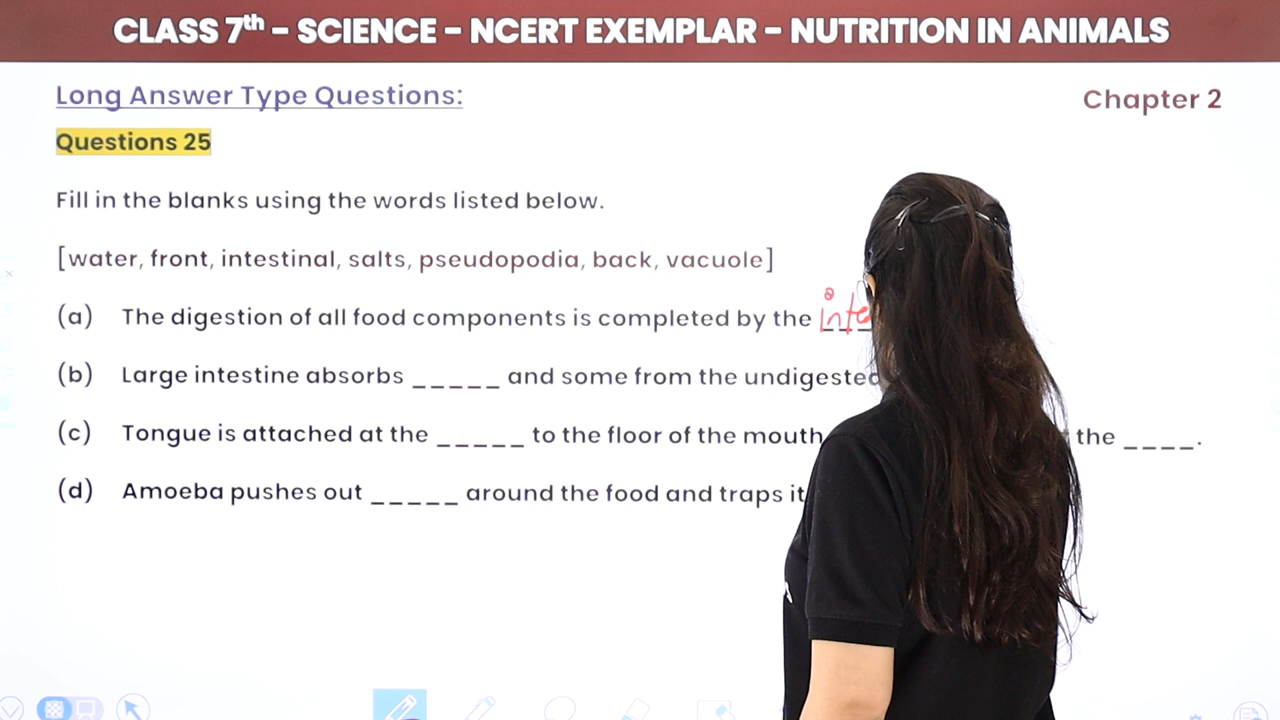 CLASS 7th – SCIENCE – NCERT EXEMPLAR – NUTRITION IN ANIMALS
Long Answer Type Questions:
Chapter 2
Questions 25
Fill in the blanks using the words listed below.
[water, front, intestinal, salts, pseudopodia, back, vacuole]
(a) The digestion of all food components is completed by the inte
(b) Large intestine absorbs _____ and some from the undigested
(c) Tongue is attached at the _____ to the floor of the mouth the ____.
(d) Amoeba pushes out _____ around the food and traps it